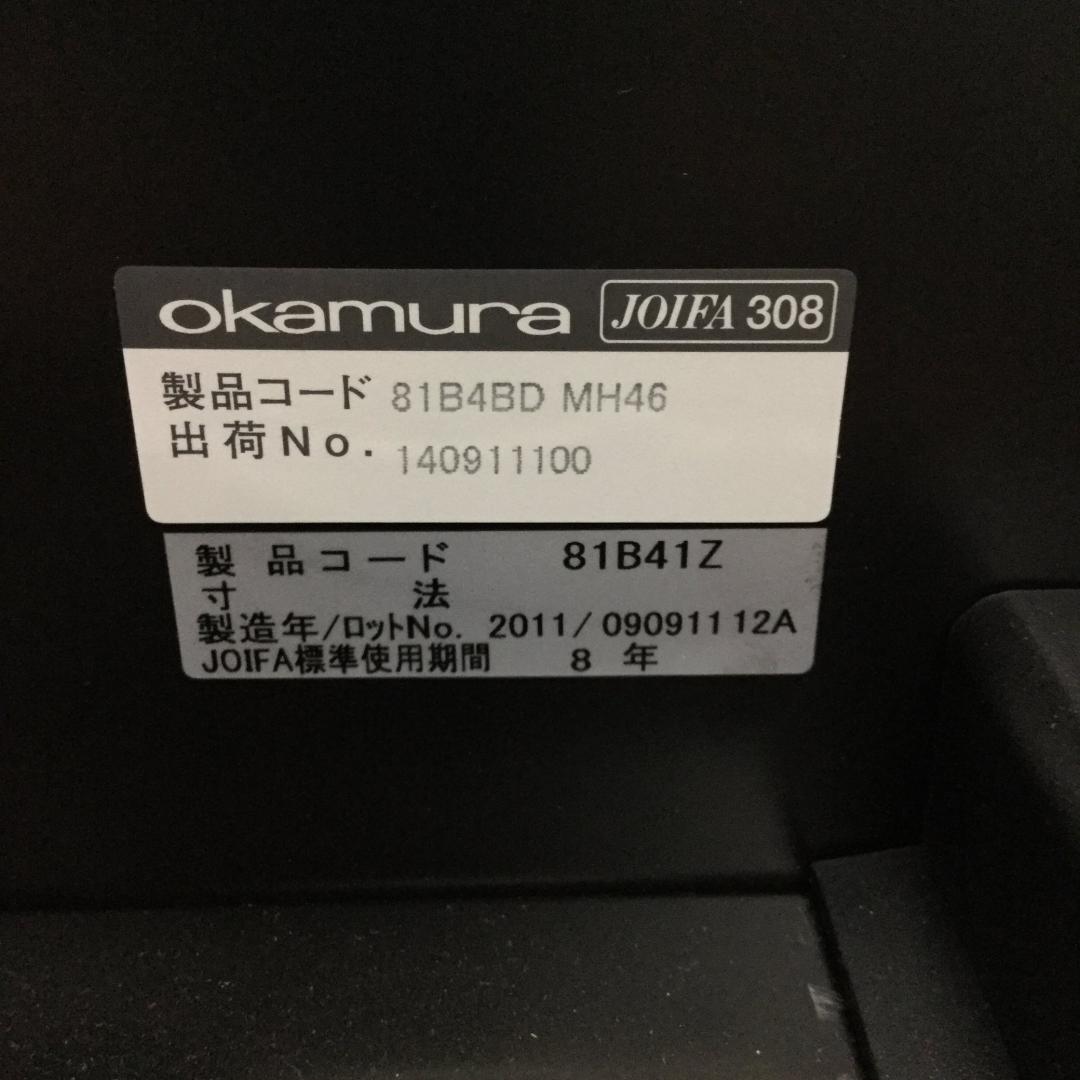 okamura JOIFA 308
製品コード 81B4BD MH46
出荷No. 140911100
製品コード 81B41Z
寸法
製造年/ロットNo. 2011/09091112A
JOIFA標準使用期間 8年